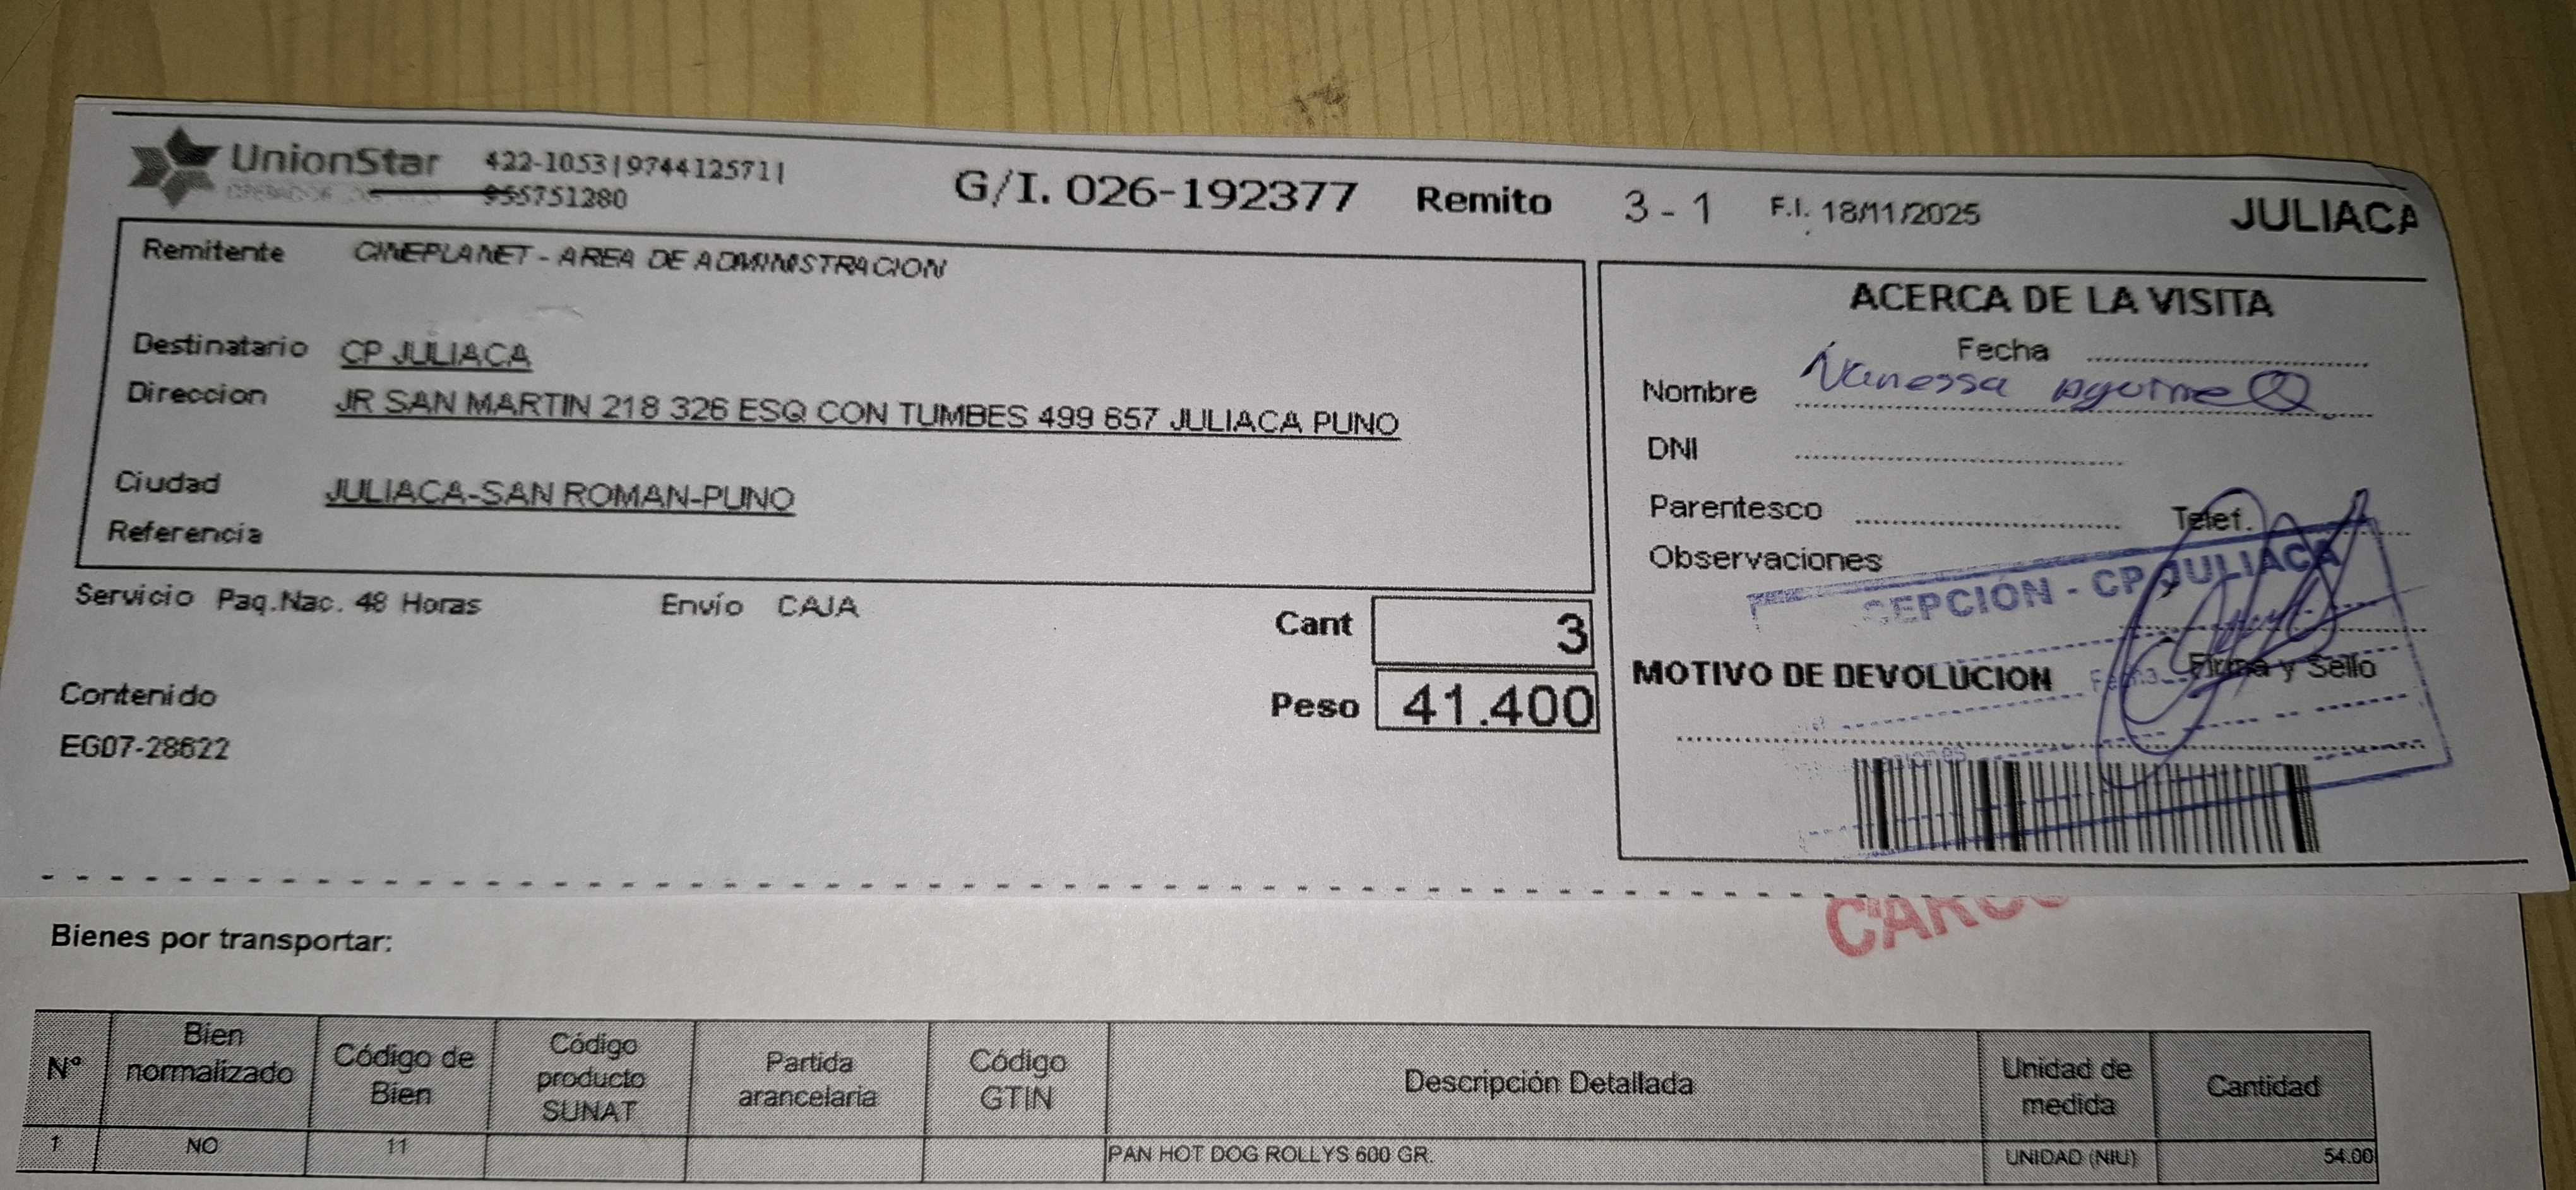 UnionStar 422-1053|974412571|
955751280
G/I. 026-192377 Remito 3 - 1 F.I. 18/11/2025 JULIACA
Remitente CINEPLANET - AREA DE ADMINISTRACION
Destinatario CP JULIACA
Direccion JR SAN MARTIN 218 326 ESQ CON TUMBES 499 657 JULIACA PUNO
Ciudad JULIACA-SAN ROMAN-PUNO
Referencia
Servicio Paq.Nac. 48 Horas Envío CAJA
Cant 3
Peso 41.400
Contenido
EG07-28622
ACERCA DE LA VISITA
Fecha
Nombre Vanessa
DNI
Parentesco Telef.
Observaciones
CEPCIÓN - CP JULIACA
Firma y Sello
MOTIVO DE DEVOLUCION
Bienes por transportar:
Nº Bien normalizado Código de Bien Código producto SUNAT Partida arancelaria Código GTIN Descripción Detallada Unidad de medida Cantidad
1 NO 11 PAN HOT DOG ROLLYS 600 GR. UNIDAD (NIU) 54.00